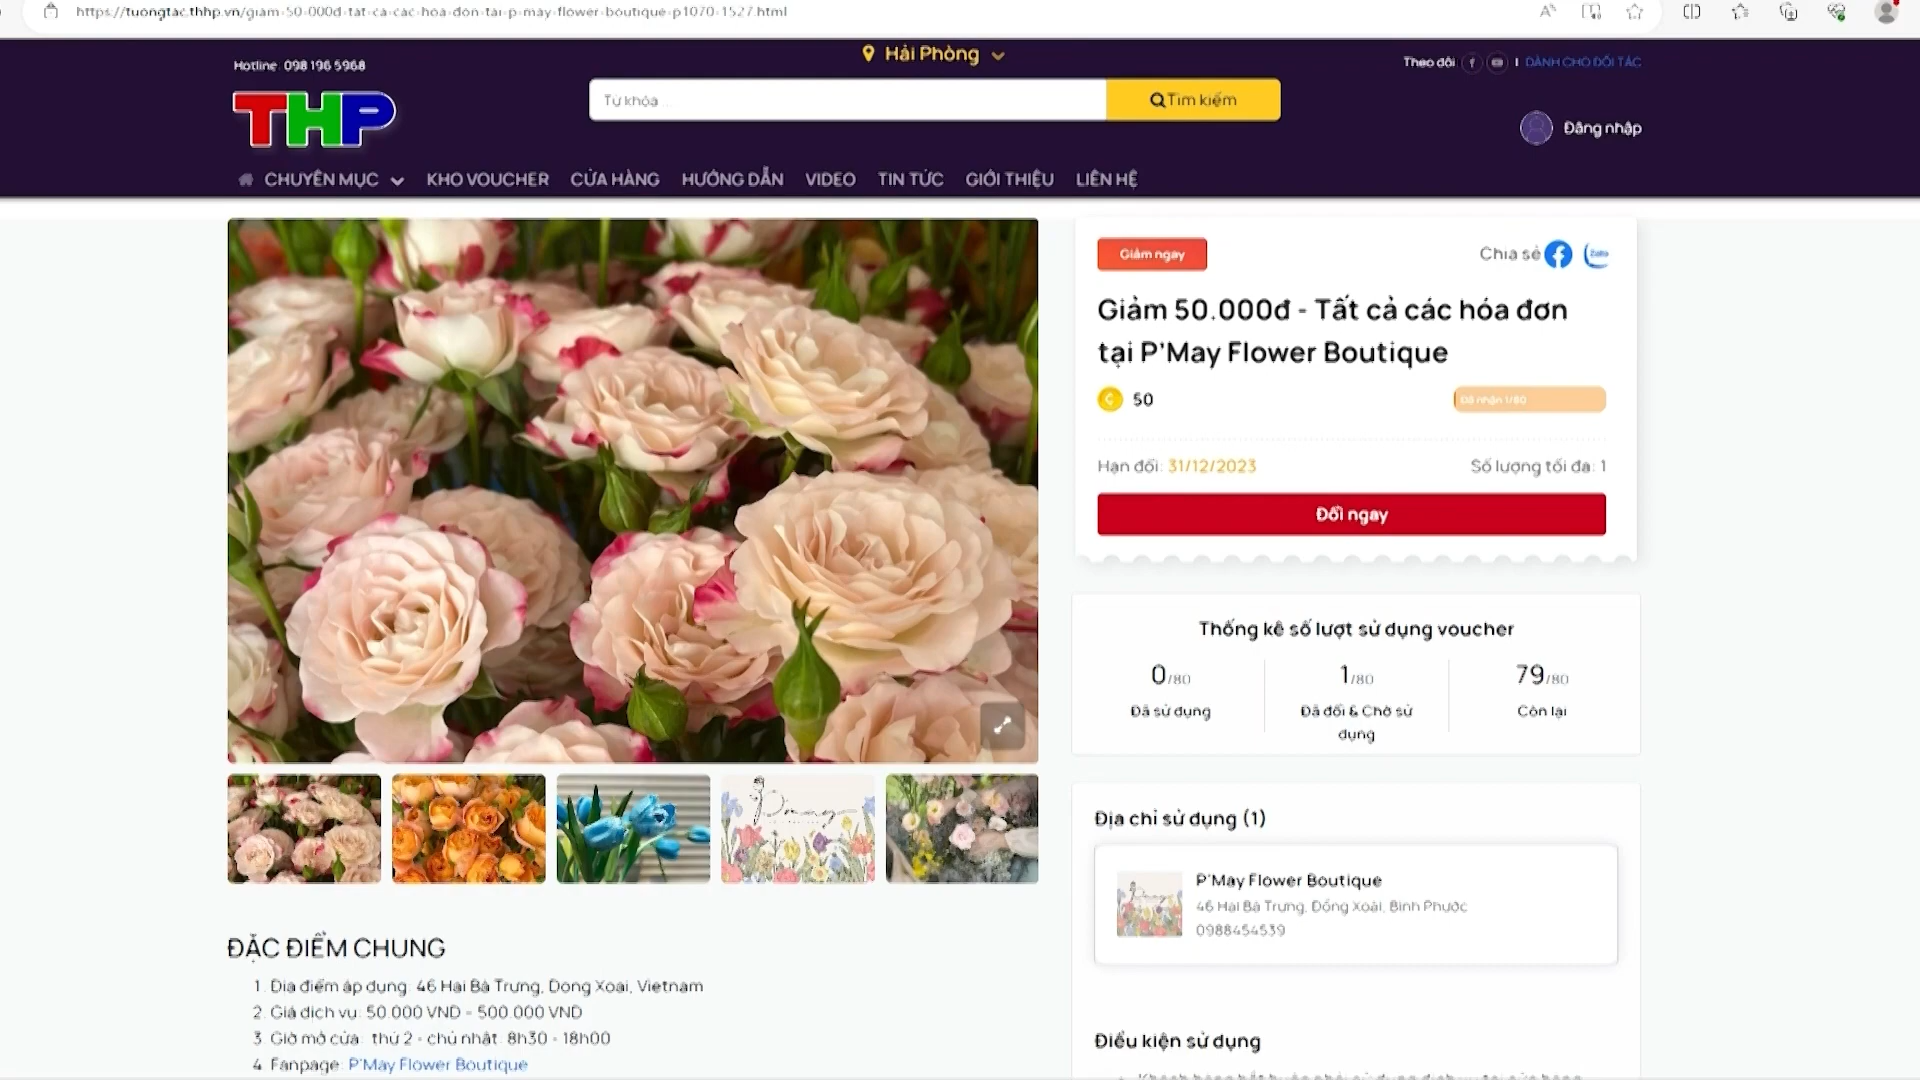 https://tuongtac.thhp.vn/giam-50-000d-tat-ca-cac-hoa-don-tai-p-may-flower-boutique-p1070-1527.html
Hotline: 098 196 5968
Hải Phòng
Theo dõi
DÀNH CHO ĐỐI TÁC
THP
Từ khóa ...
Tìm kiếm
Đăng nhập
CHUYÊN MỤC
KHO VOUCHER
CỬA HÀNG
HƯỚNG DẪN
VIDEO
TIN TỨC
GIỚI THIỆU
LIÊN HỆ
Giảm ngay
Chia sẻ
Zalo
Giảm 50.000đ - Tất cả các hóa đơn
tại P'May Flower Boutique
50
Đã nhận 1/80
Hạn đổi: 31/12/2023
Số lượng tối đa: 1
Đổi ngay
Thống kê số lượt sử dụng voucher
0/80
1/80
79/80
Đã sử dụng
Đã đổi & Chờ sử
dụng
Còn lại
P'may
Địa chỉ sử dụng (1)
P'May Flower Boutique
46 Hai Bà Trưng, Đồng Xoài, Bình Phước
0988454539
ĐẶC ĐIỂM CHUNG
1. Địa điểm áp dụng: 46 Hai Bà Trưng, Dong Xoai, Vietnam
2. Giá dịch vụ: 50.000 VND - 500.000 VND
3. Giờ mở cửa: thứ 2 - chủ nhật: 8h30 - 18h00
4. Fanpage: P'May Flower Boutique
Điều kiện sử dụng